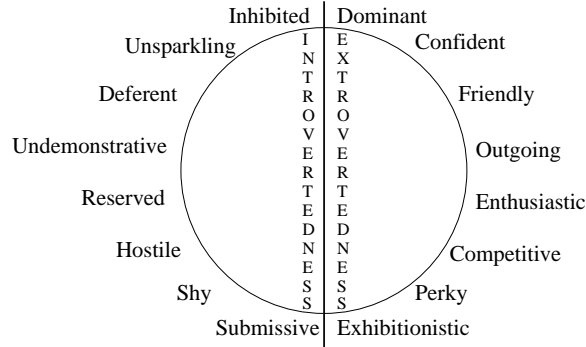 Inhibited Dominant
Unsparkling Confident
Deferent Friendly
Undemonstrative Outgoing
Reserved Enthusiastic
Hostile Competitive
Shy Perky
Submissive Exhibitionistic
INTROVERTEDNESS
EXTROVERTEDNESS